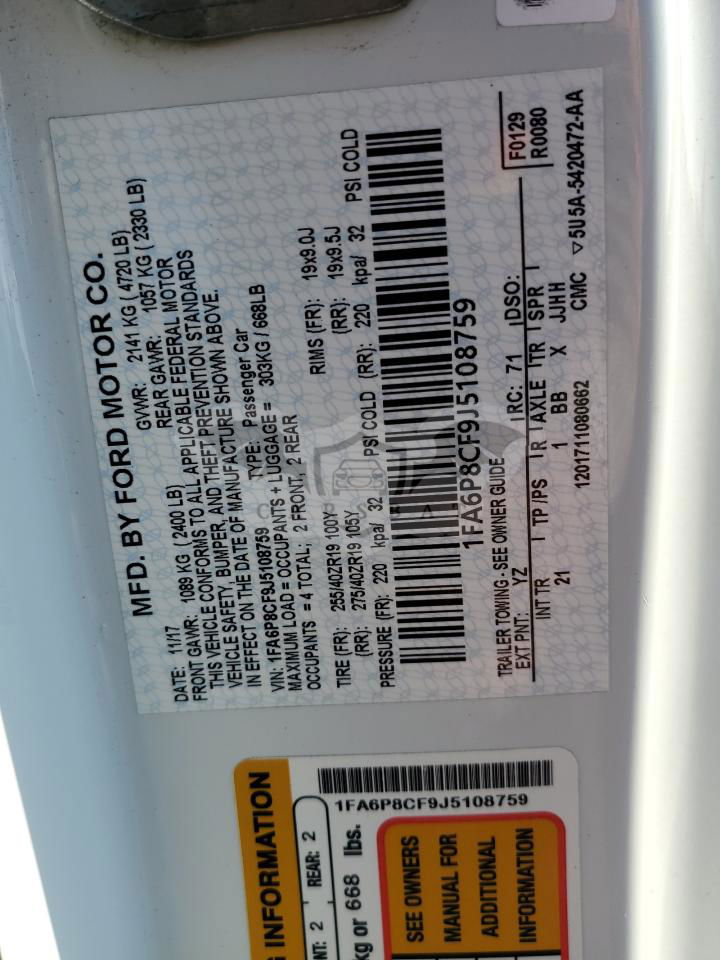 MFD. BY FORD MOTOR CO.
DATE: 11/17 GVWR: 2141 KG ( 4720 LB)
FRONT GAWR: 1089 KG ( 2400 LB) REAR GAWR: 1057 KG ( 2330 LB)
THIS VEHICLE CONFORMS TO ALL APPLICABLE FEDERAL MOTOR
VEHICLE SAFETY, BUMPER, AND THEFT PREVENTION STANDARDS
IN EFFECT ON THE DATE OF MANUFACTURE SHOWN ABOVE.
VIN: 1FA6P8CF9J5108759 TYPE: Passenger Car
MAXIMUM LOAD = OCCUPANTS + LUGGAGE = 303KG / 668LB
OCCUPANTS = 4 TOTAL; 2 FRONT, 2 REAR
TIRE (FR): 255/40ZR19 100Y RIMS (FR): 19x9.0J
(RR): 275/40ZR19 105Y (RR): 19x9.5J
PRESSURE (FR): 220 kpa/ 32 PSI COLD (RR): 220 kpa/ 32 PSI COLD
1FA6P8CF9J5108759
TRAILER TOWING - SEE OWNER GUIDE
F0129
EXT PNT: YZ RC: 71 DSO: R0080
INT TR TP/PS R AXLE TR SPR
21 1 BB X JJHH
1201711080662 CMC ▽5U5A-5420472-AA
INFORMATION
REAR: 2
2
kg or 668 lbs.
1FA6P8CF9J5108759
SEE OWNERS
MANUAL FOR
ADDITIONAL
INFORMATION